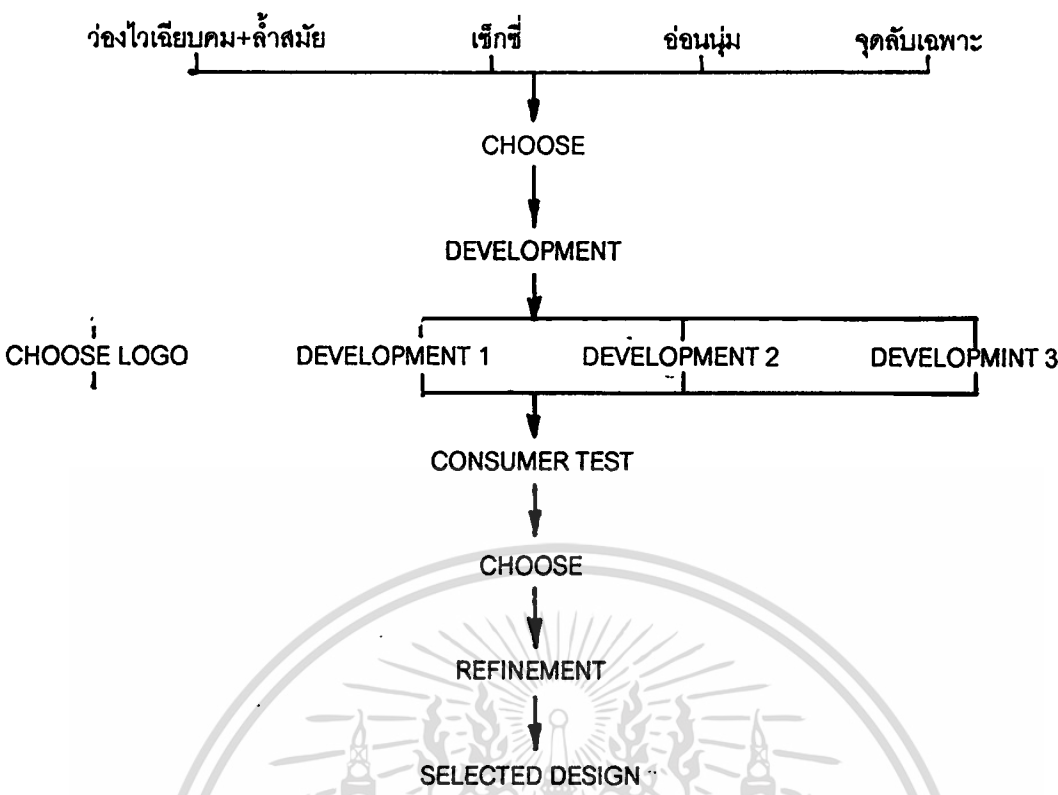 ว่องไวเฉียบคม+ล้ำสมัย เซ็กซี่ อ่อนนุ่ม จุดลับเฉพาะ
CHOOSE
DEVELOPMENT
CHOOSE LOGO DEVELOPMENT 1 DEVELOPMENT 2 DEVELOPMINT 3
CONSUMER TEST
CHOOSE
REFINEMENT
SELECTED DESIGN